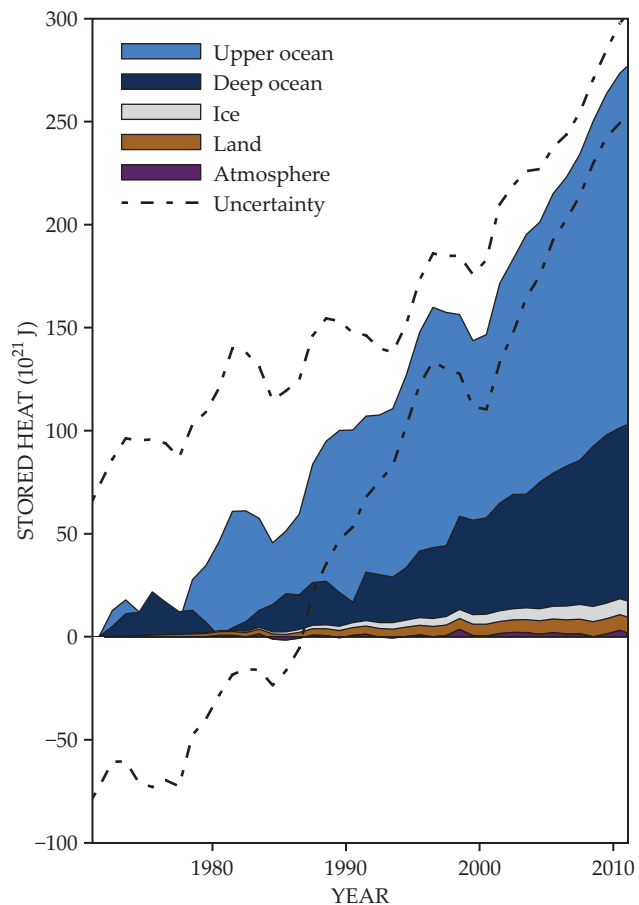 300
250
200
150
100
50
0
−50
−100
STORED HEAT (10²¹ J)
Upper ocean
Deep ocean
Ice
Land
Atmosphere
Uncertainty
1980 1990 2000 2010
YEAR